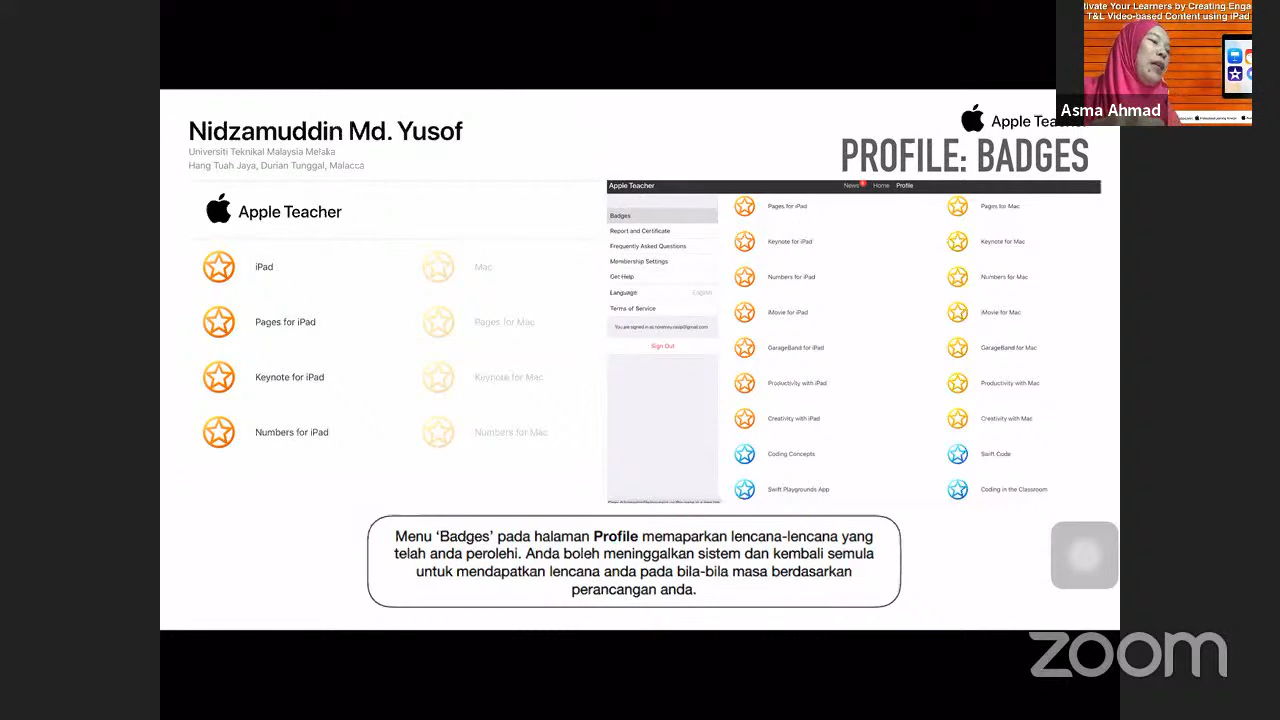 Nidzamuddin Md. Yusof
Universiti Teknikal Malaysia Melaka
Hang Tuah Jaya, Durian Tunggal, Malacca
Apple Teacher
iPad
Mac
Pages for iPad
Pages for Mac
Keynote for iPad
Keynote for Mac
Numbers for iPad
Numbers for Mac
Apple Teacher
PROFILE: BADGES
Apple Teacher
News Home Profile
Badges
Report and Certificate
Frequently Asked Questions
Membership Settings
Get Help
Language: English
Terms of Service
Sign Out
Pages for iPad
Pages for Mac
Keynote for iPad
Keynote for Mac
Numbers for iPad
Numbers for Mac
iMovie for iPad
iMovie for Mac
GarageBand for iPad
GarageBand for Mac
Productivity with iPad
Productivity with Mac
Creativity with iPad
Creativity with Mac
Coding Concepts
Swift Code
Swift Playgrounds App
Coding in the Classroom
Menu ‘Badges’ pada halaman Profile memaparkan lencana-lencana yang
telah anda perolehi. Anda boleh meninggalkan sistem dan kembali semula
untuk mendapatkan lencana anda pada bila-bila masa berdasarkan
perancangan anda.
T&L Video-based Content using iPad
Asma Ahmad
zoom